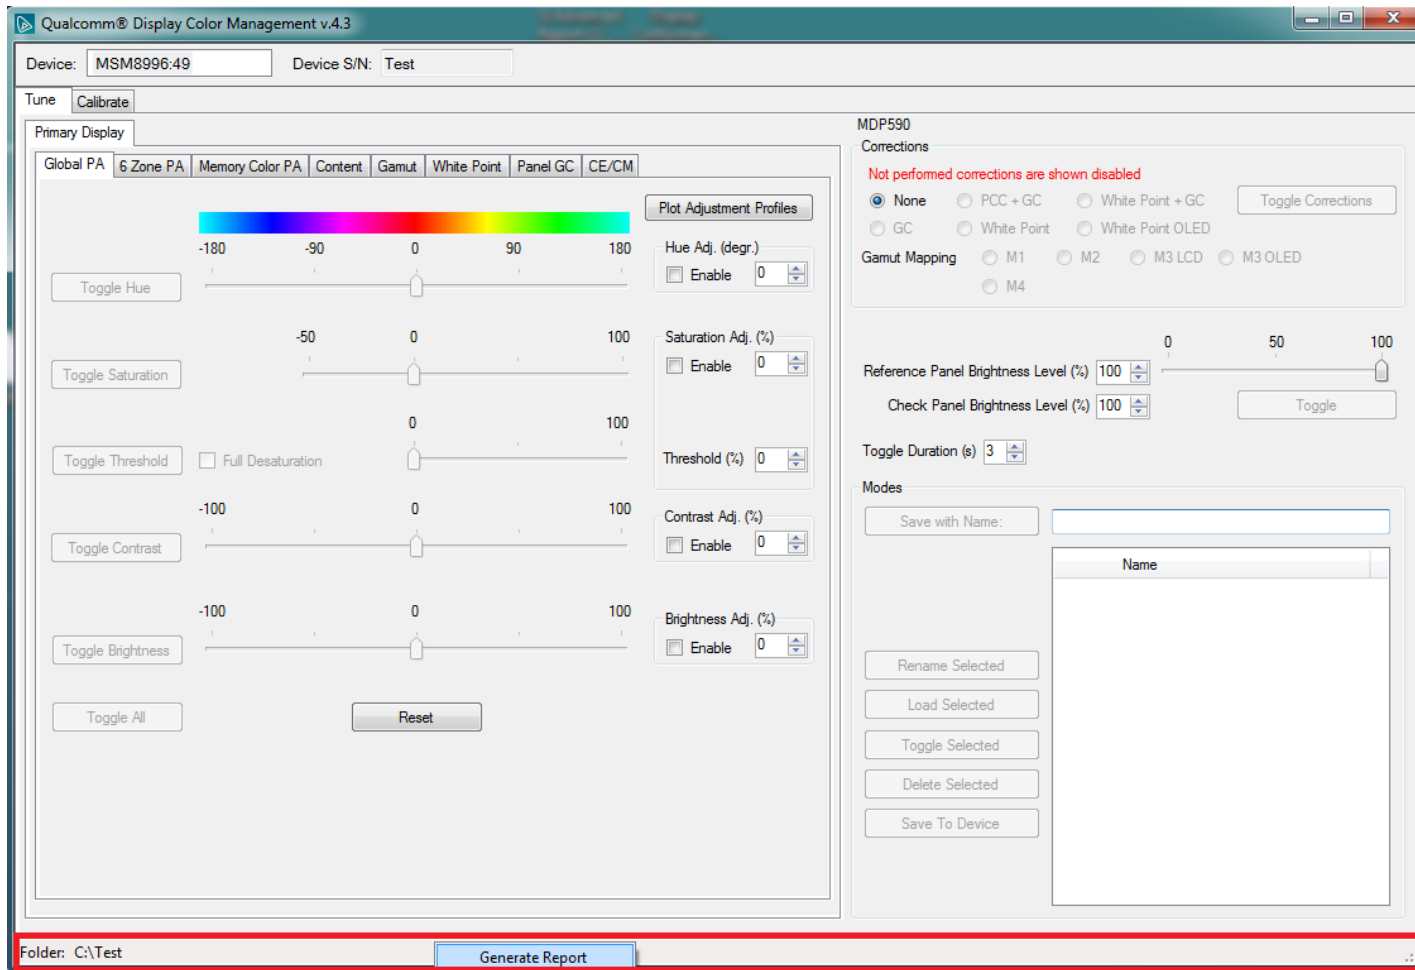 Qualcomm® Display Color Management v.4.3
Device: MSM8996:49 Device S/N: Test
Tune Calibrate
Primary Display
Global PA 6 Zone PA Memory Color PA Content Gamut White Point Panel GC CE/CM
Plot Adjustment Profiles
-180 -90 0 90 180
Hue Adj. (degr.)
Toggle Hue
Enable 0
-50 0 100
Saturation Adj. (%)
Toggle Saturation
Enable 0
0 100
Toggle Threshold Full Desaturation
Threshold (%) 0
-100 0 100
Contrast Adj. (%)
Toggle Contrast
Enable 0
-100 0 100
Brightness Adj. (%)
Toggle Brightness
Enable 0
Toggle All Reset
MDP590
Corrections
Not performed corrections are shown disabled
None PCC + GC White Point + GC Toggle Corrections
GC White Point White Point OLED
Gamut Mapping M1 M2 M3 LCD M3 OLED
M4
0 50 100
Reference Panel Brightness Level (%) 100
Check Panel Brightness Level (%) 100 Toggle
Toggle Duration (s) 3
Modes
Save with Name:
Name
Rename Selected
Load Selected
Toggle Selected
Delete Selected
Save To Device
Folder: C:\Test Generate Report